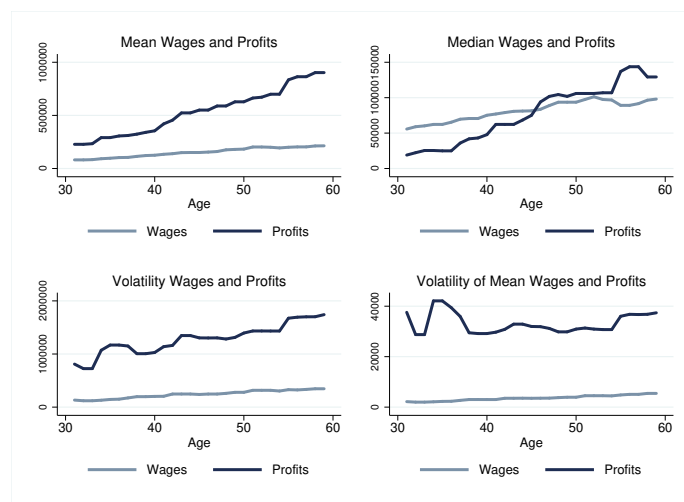 Mean Wages and Profits
1000000
500000
0
30 40 50 60
Age
Wages Profits
Median Wages and Profits
150000
100000
50000
0
30 40 50 60
Age
Wages Profits
Volatility Wages and Profits
2000000
1000000
0
30 40 50 60
Age
Wages Profits
Volatility of Mean Wages and Profits
40000
20000
0
30 40 50 60
Age
Wages Profits